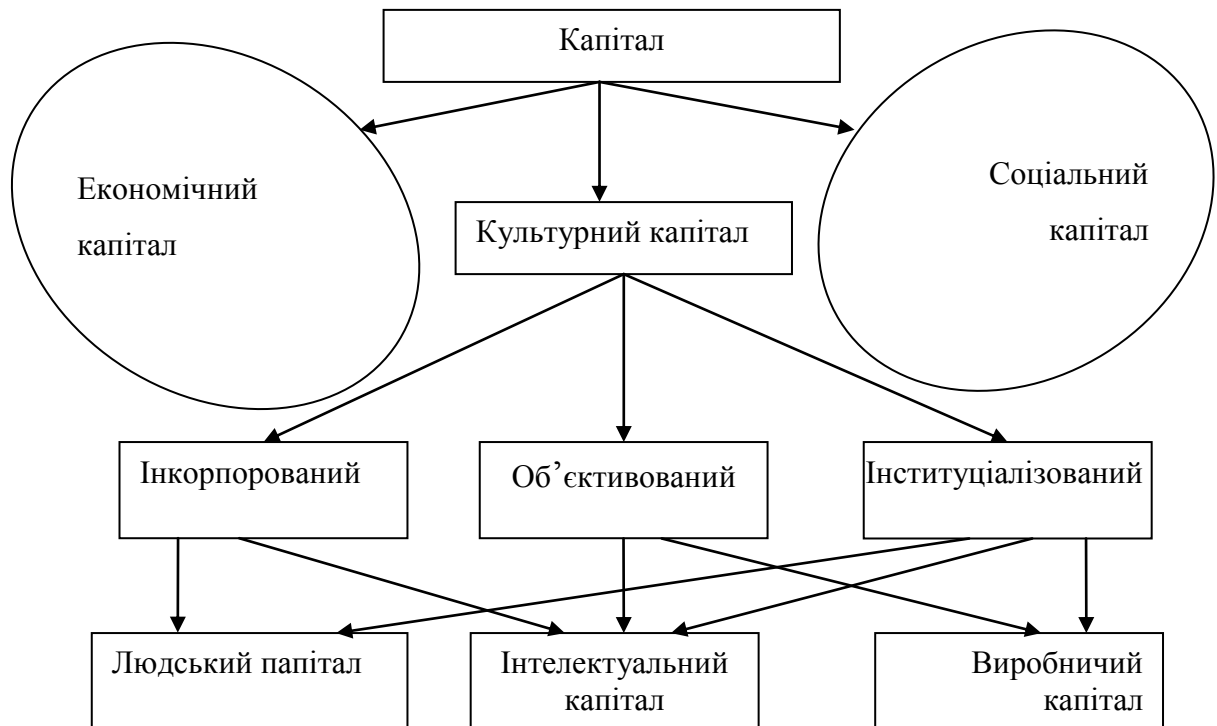 Капітал
Економічний
капітал
Соціальний
капітал
Культурний капітал
Інкорпорований
Об’єктивований
Інституціалізований
Людський папітал
Інтелектуальний
капітал
Виробничий
капітал